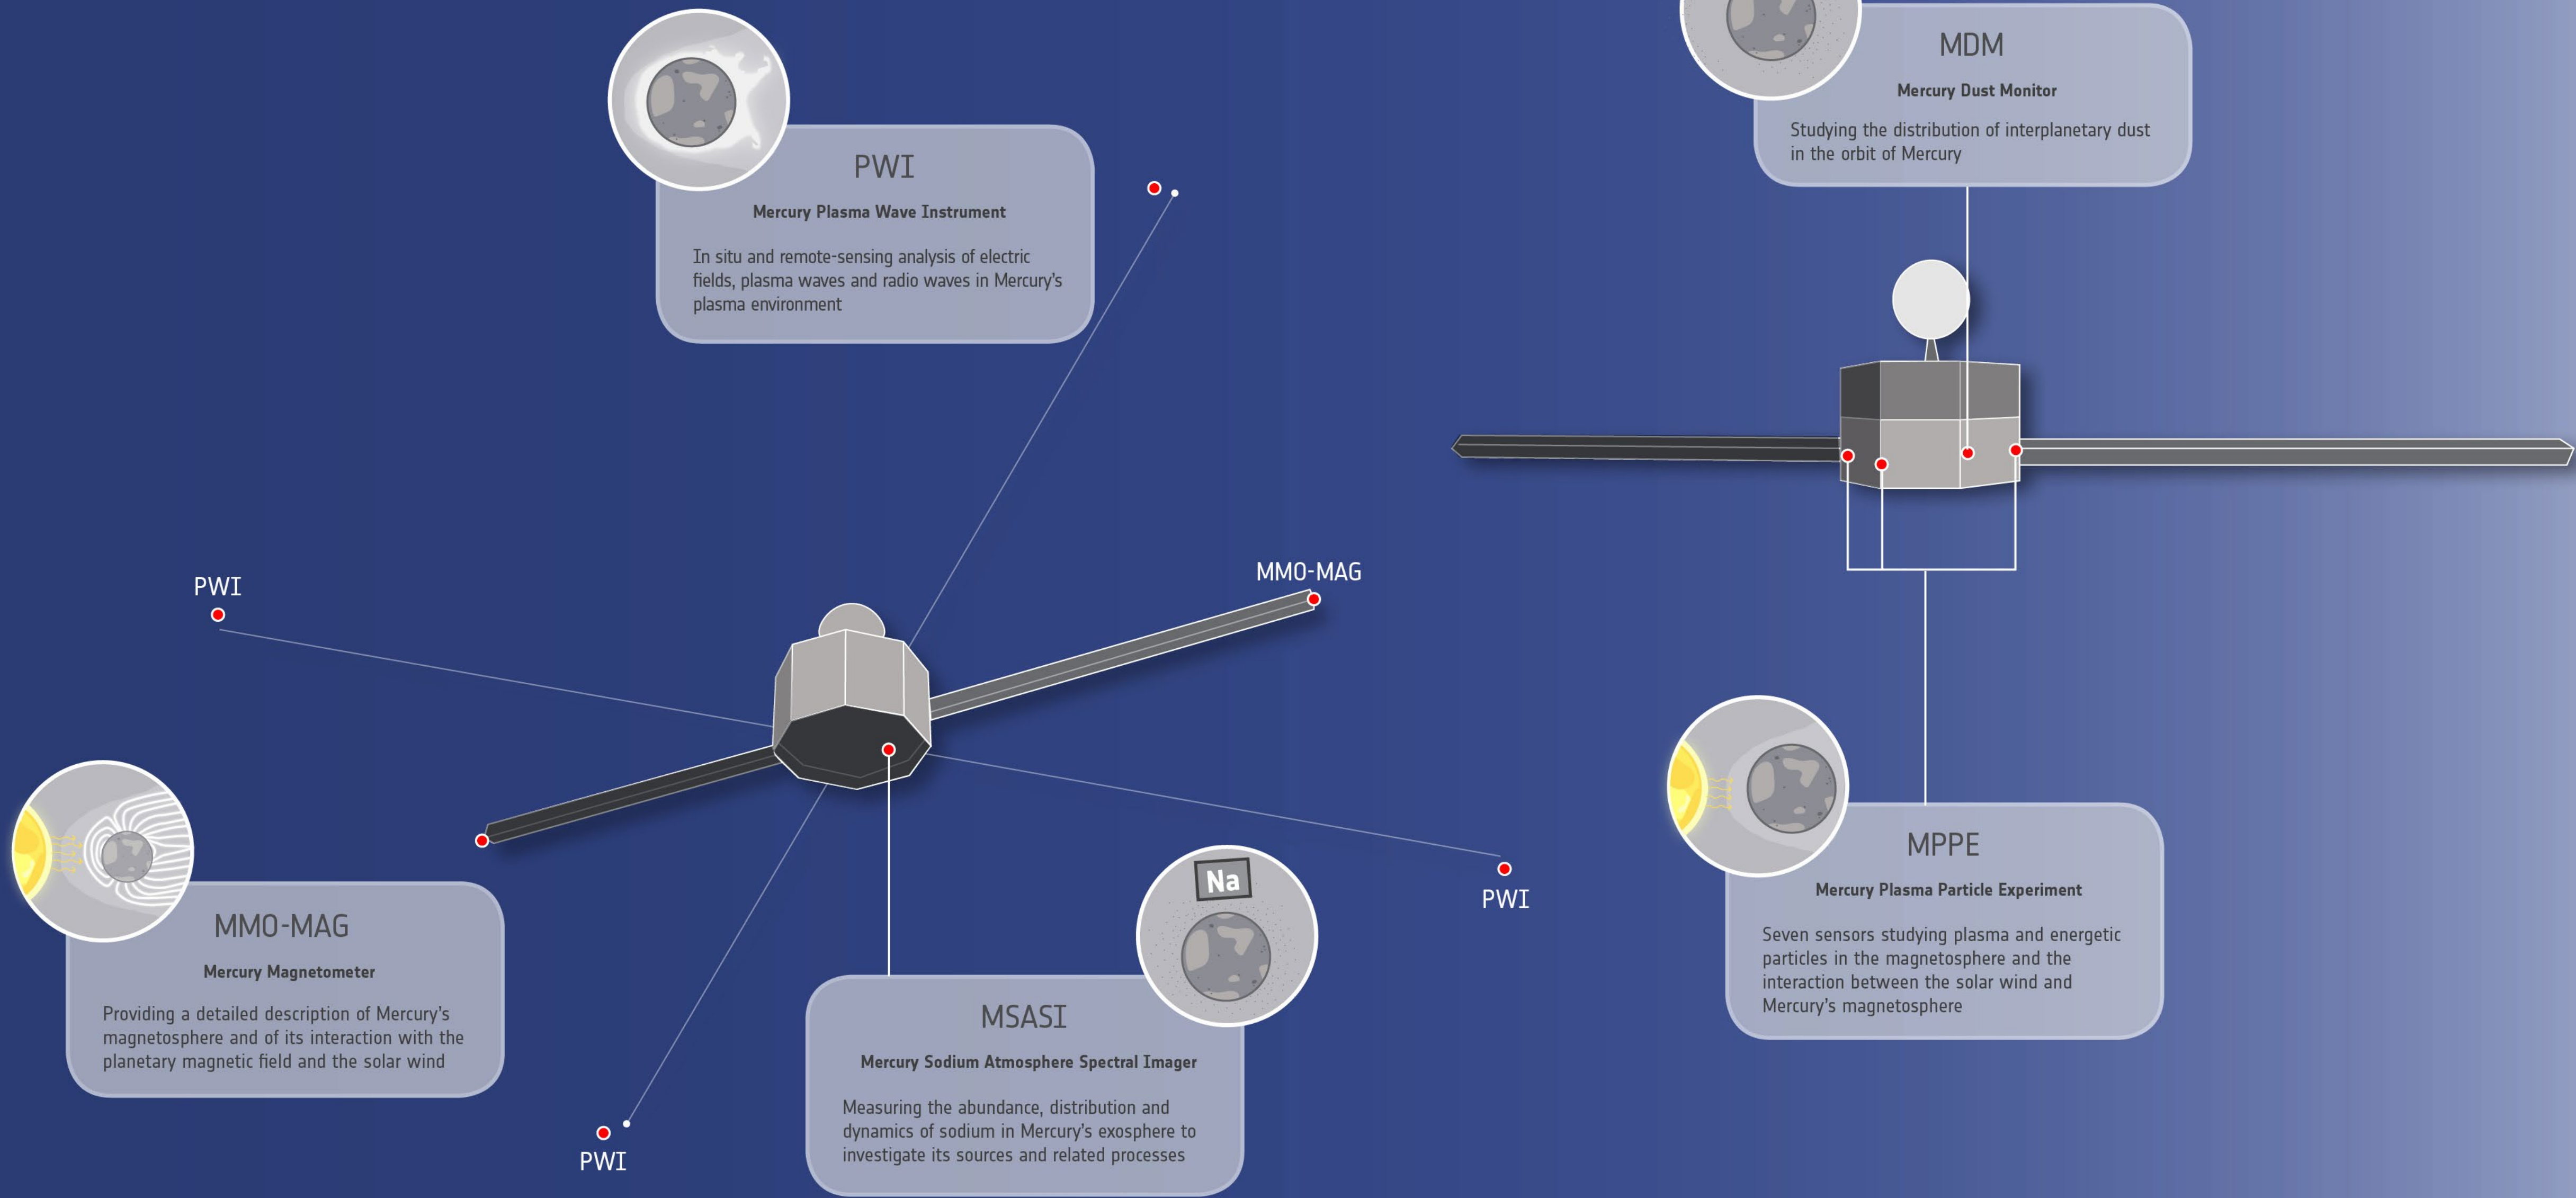 PWI
Mercury Plasma Wave Instrument
In situ and remote-sensing analysis of electric
fields, plasma waves and radio waves in Mercury's
plasma environment
MDM
Mercury Dust Monitor
Studying the distribution of interplanetary dust
in the orbit of Mercury
PWI
MMO-MAG
MMO-MAG
Mercury Magnetometer
Providing a detailed description of Mercury's
magnetosphere and of its interaction with the
planetary magnetic field and the solar wind
PWI
Na
MSASI
Mercury Sodium Atmosphere Spectral Imager
Measuring the abundance, distribution and
dynamics of sodium in Mercury's exosphere to
investigate its sources and related processes
PWI
MPPE
Mercury Plasma Particle Experiment
Seven sensors studying plasma and energetic
particles in the magnetosphere and the
interaction between the solar wind and
Mercury's magnetosphere